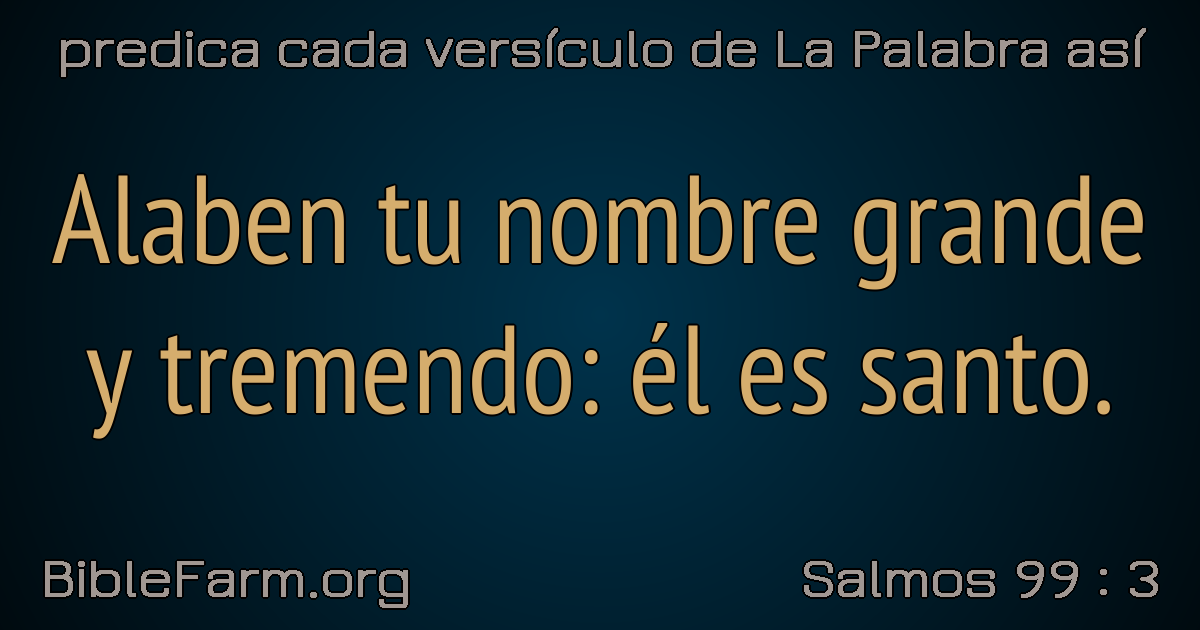 predica cada versículo de La Palabra así
Alaben tu nombre grande
y tremendo: él es santo.
BibleFarm.org
Salmos 99 : 3